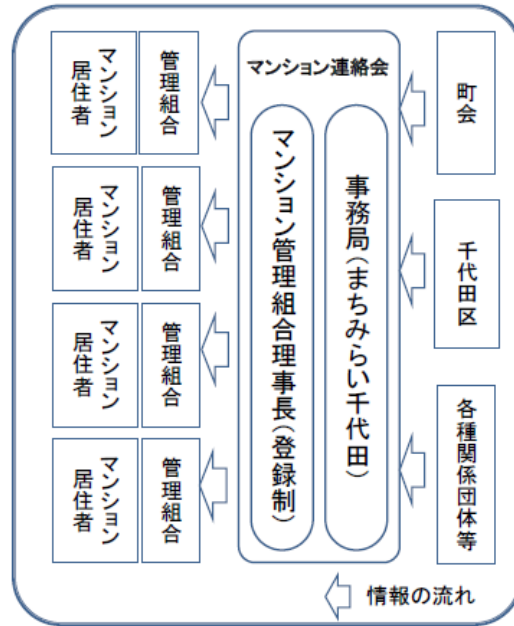 マンション居住者
管理組合
マンション居住者
管理組合
マンション居住者
管理組合
マンション居住者
管理組合
マンション連絡会
マンション管理組合理事長(登録制)
事務局(まちみらい千代田)
町会
千代田区
各種関係団体等
情報の流れ